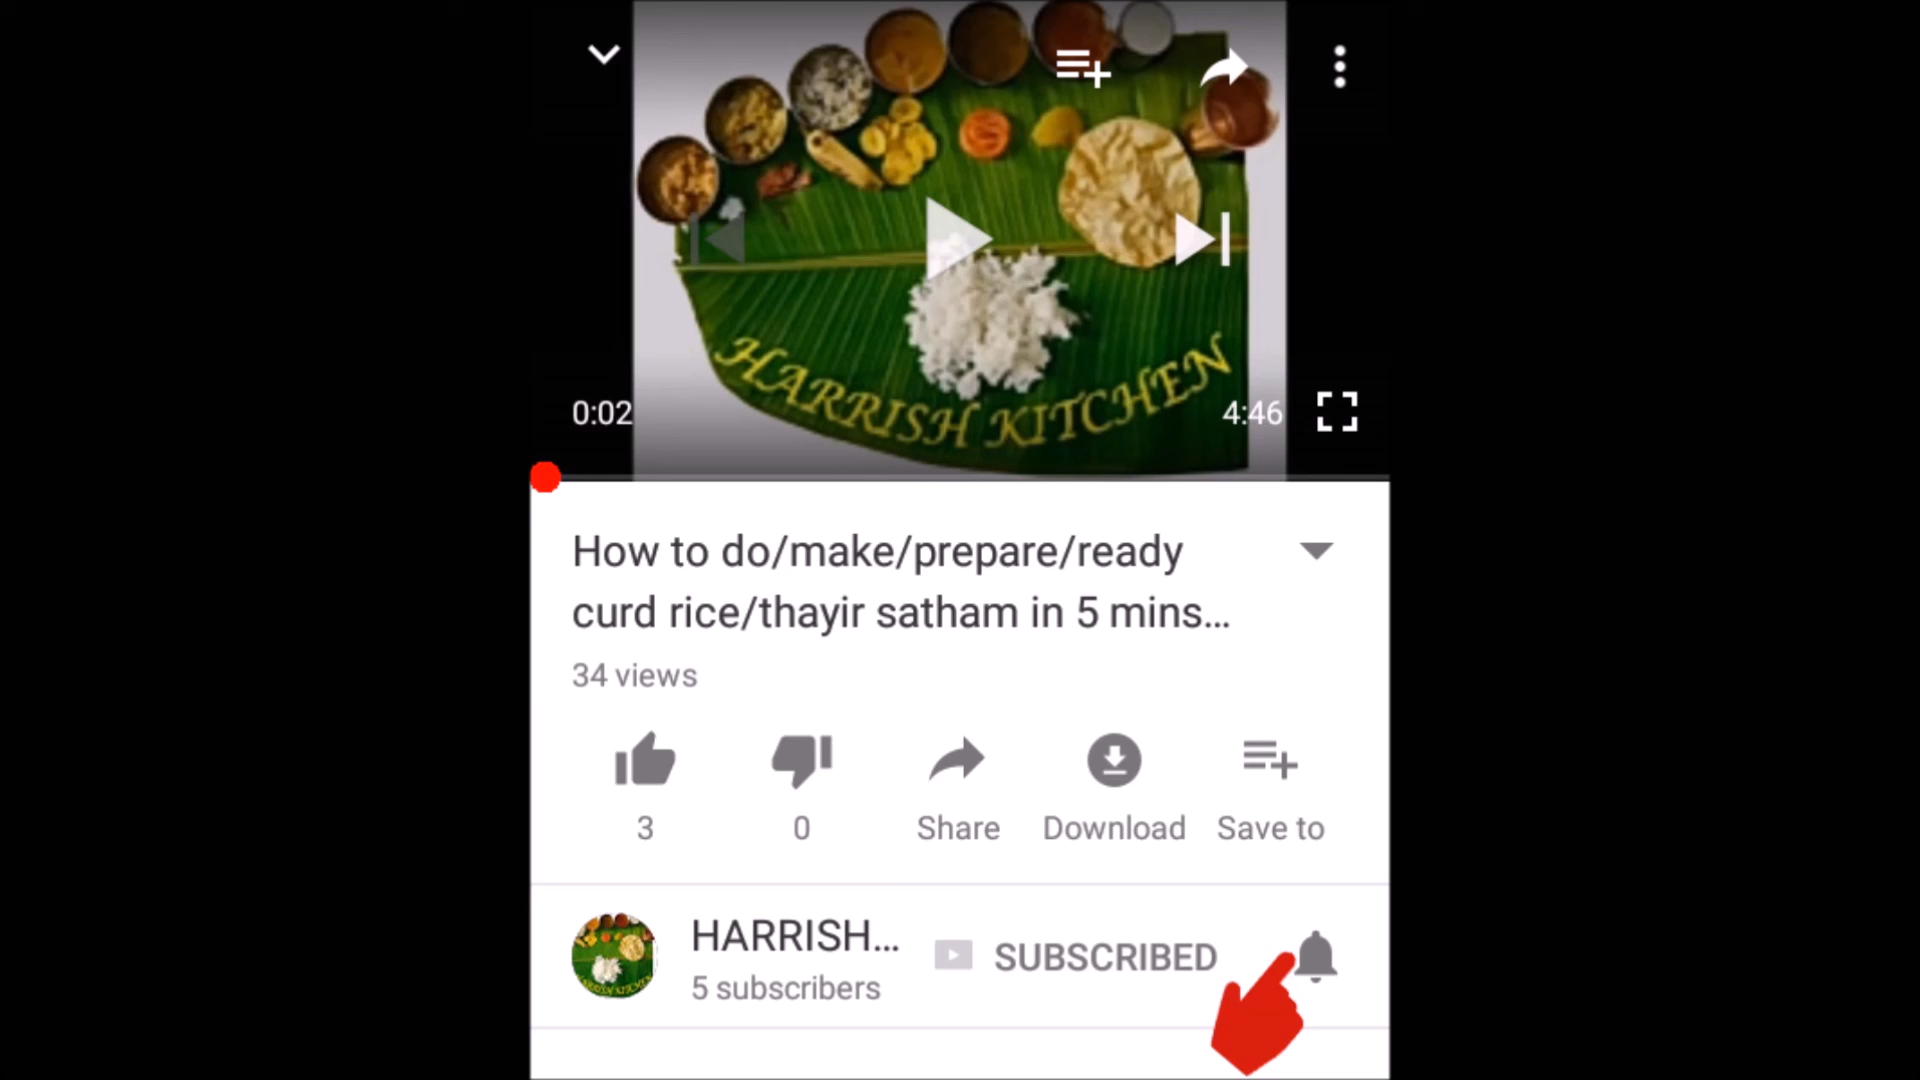 HARRISH KITCHEN
0:02
4:46
How to do/make/prepare/ready
curd rice/thayir satham in 5 mins...
34 views
3
0
Share
Download
Save to
HARRISH...
SUBSCRIBED
5 subscribers